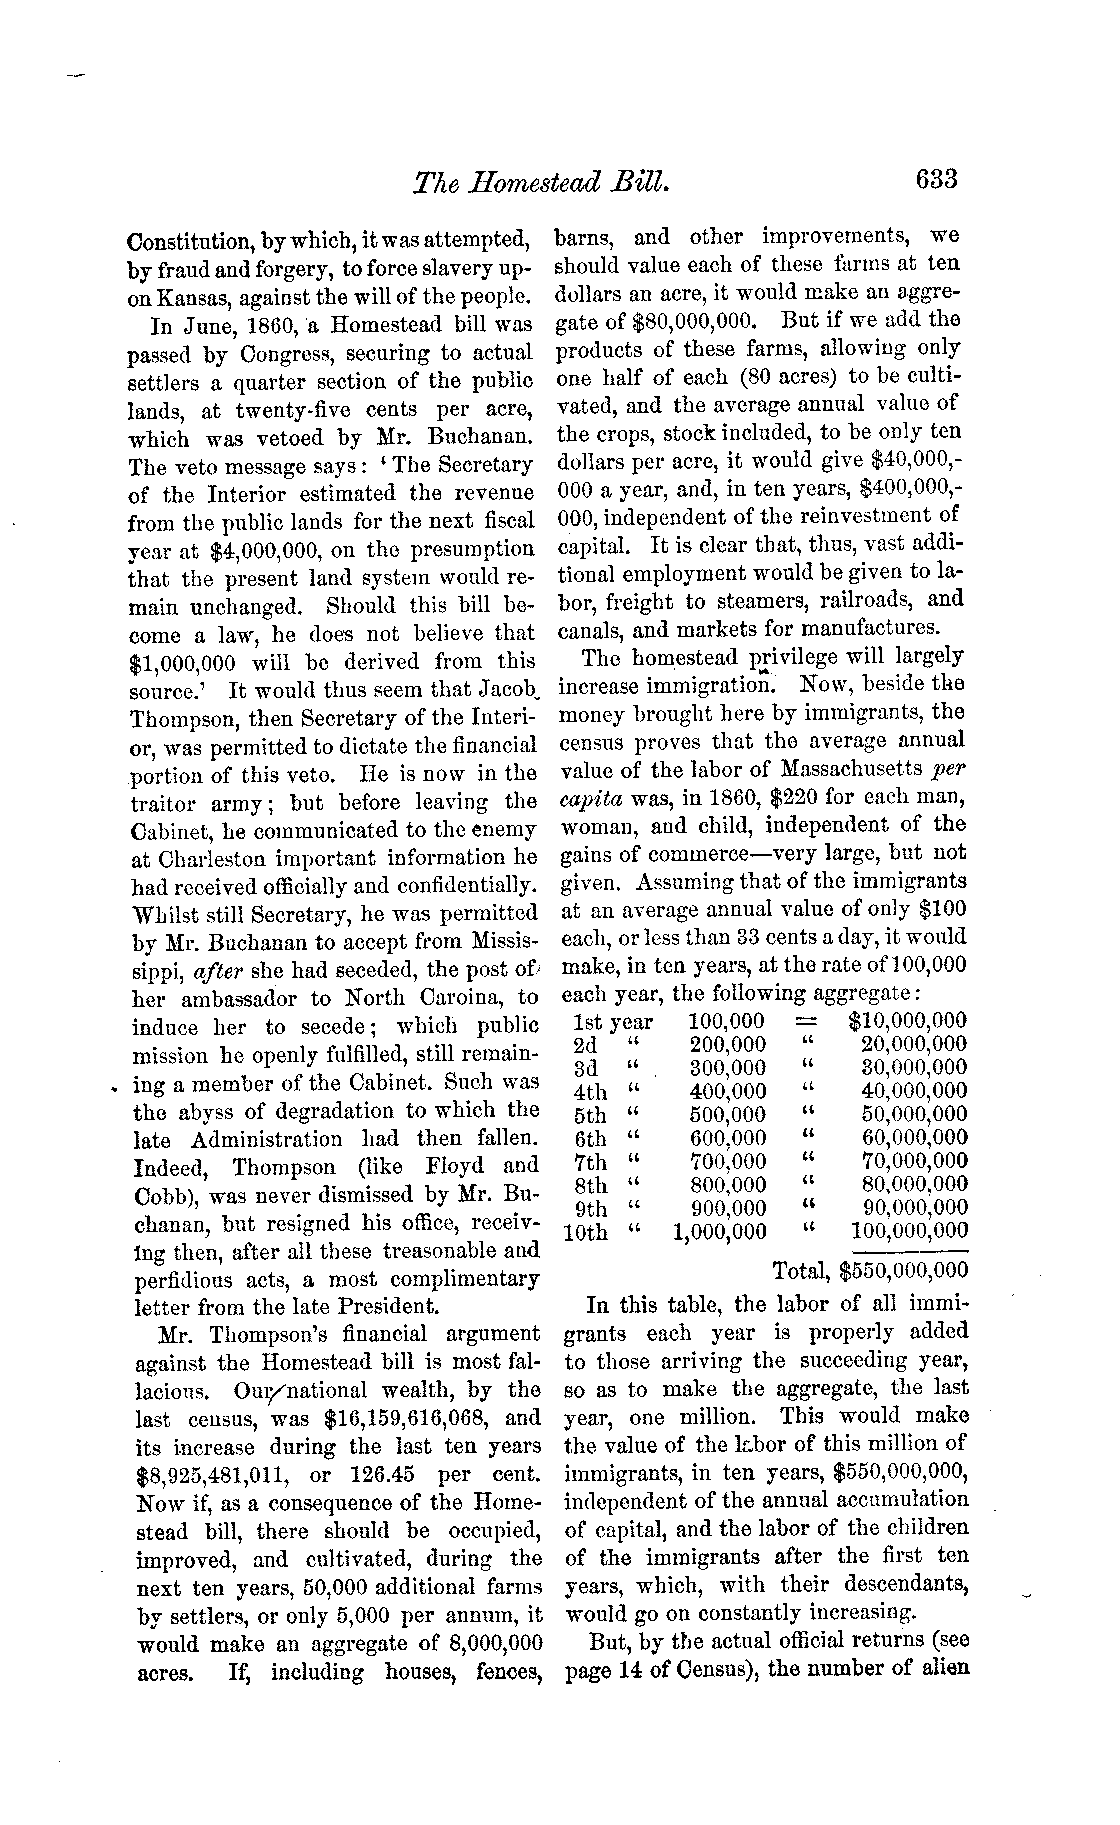 The Homestead Bill. 633
Constitution, by which, it was attempted,
by fraud and forgery, to force slavery up-
on Kansas, against the will of the people.
In June, 1860, a Homestead bill was
passed by Congress, securing to actual
settlers a quarter section of the public
lands, at twenty-five cents per acre,
which was vetoed by Mr. Buchanan.
The veto message says: 'The Secretary
of the Interior estimated the revenue
from the public lands for the next fiscal
year at $4,000,000, on the presumption
that the present land system would re-
main unchanged. Should this bill be-
come a law, he does not believe that
$1,000,000 will be derived from this
source.' It would thus seem that Jacob
Thompson, then Secretary of the Interi-
or, was permitted to dictate the financial
portion of this veto. He is now in the
traitor army; but before leaving the
Cabinet, he communicated to the enemy
at Charleston important information he
had received officially and confidentially.
Whilst still Secretary, he was permitted
by Mr. Buchanan to accept from Missis-
sippi, after she had seceded, the post of
her ambassador to North Caroina, to
induce her to secede; which public
mission he openly fulfilled, still remain-
ing a member of the Cabinet. Such was
the abyss of degradation to which the
late Administration had then fallen.
Indeed, Thompson (like Floyd and
Cobb), was never dismissed by Mr. Bu-
chanan, but resigned his office, receiv-
ing then, after all these treasonable and
perfidious acts, a most complimentary
letter from the late President.
Mr. Thompson's financial argument
against the Homestead bill is most fal-
lacious. Our national wealth, by the
last census, was $16,159,616,068, and
its increase during the last ten years
$8,925,481,011, or 126.45 per cent.
Now if, as a consequence of the Home-
stead bill, there should be occupied,
improved, and cultivated, during the
next ten years, 50,000 additional farms
by settlers, or only 5,000 per annum, it
would make an aggregate of 8,000,000
acres. If, including houses, fences,
barns, and other improvements, we
should value each of these farms at ten
dollars an acre, it would make an aggre-
gate of $80,000,000. But if we add the
products of these farms, allowing only
one half of each (80 acres) to be culti-
vated, and the average annual value of
the crops, stock included, to be only ten
dollars per acre, it would give $40,000,-
000 a year, and, in ten years, $400,000,-
000, independent of the reinvestment of
capital. It is clear that, thus, vast addi-
tional employment would be given to la-
bor, freight to steamers, railroads, and
canals, and markets for manufactures.
The homestead privilege will largely
increase immigration. Now, beside the
money brought here by immigrants, the
census proves that the average annual
value of the labor of Massachusetts per
capita was, in 1860, $220 for each man,
woman, and child, independent of the
gains of commerce—very large, but not
given. Assuming that of the immigrants
at an average annual value of only $100
each, or less than 33 cents a day, it would
make, in ten years, at the rate of 100,000
each year, the following aggregate:
1st year 100,000 = $10,000,000
2d " 200,000 " 20,000,000
3d " 300,000 " 30,000,000
4th " 400,000 " 40,000,000
5th " 500,000 " 50,000,000
6th " 600,000 " 60,000,000
7th " 700,000 " 70,000,000
8th " 800,000 " 80,000,000
9th " 900,000 " 90,000,000
10th " 1,000,000 " 100,000,000
Total, $550,000,000
In this table, the labor of all immi-
grants each year is properly added
to those arriving the succeeding year,
so as to make the aggregate, the last
year, one million. This would make
the value of the labor of this million of
immigrants, in ten years, $550,000,000,
independent of the annual accumulation
of capital, and the labor of the children
of the immigrants after the first ten
years, which, with their descendants,
would go on constantly increasing.
But, by the actual official returns (see
page 14 of Census), the number of alien